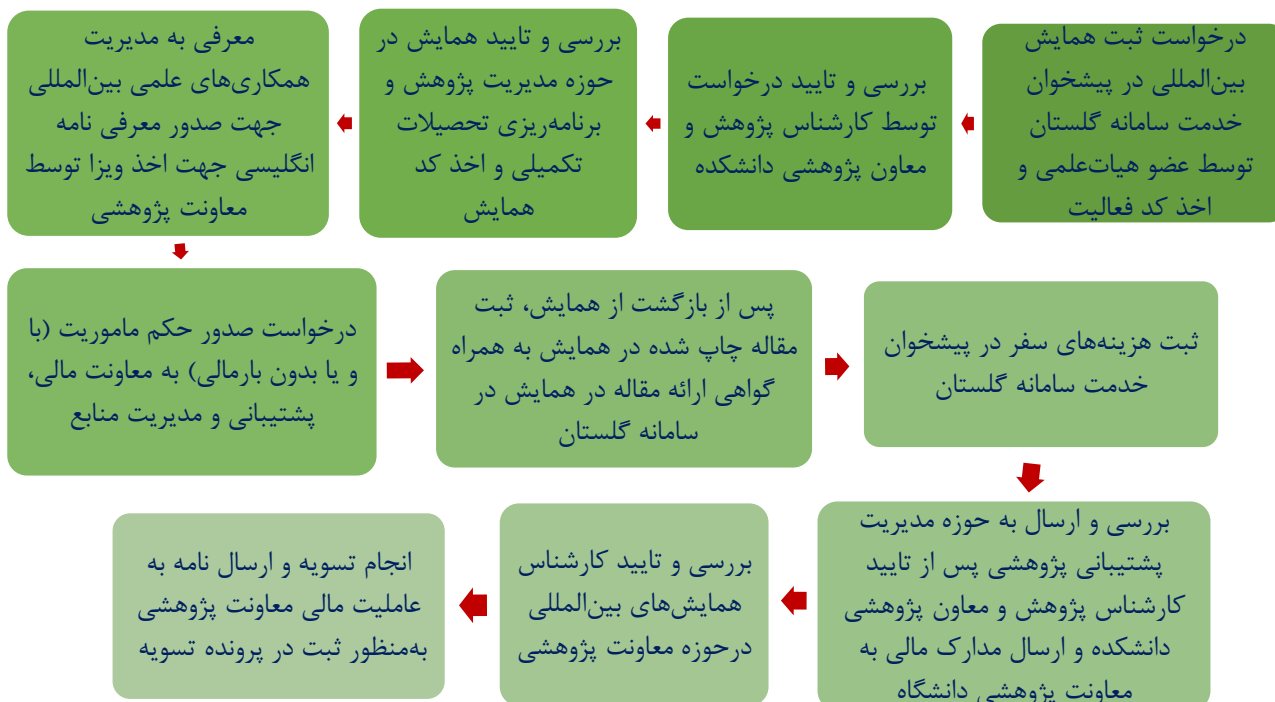 درخواست ثبت همایش
بین‌المللی در پیشخوان
خدمت سامانه گلستان
توسط عضو هیات‌علمی و
اخذ کد فعالیت
بررسی و تایید درخواست
توسط کارشناس پژوهش و
معاون پژوهشی دانشکده
بررسی و تایید همایش در
حوزه مدیریت پژوهش و
برنامه‌ریزی تحصیلات
تکمیلی و اخذ کد
همایش
معرفی به مدیریت
همکاری‌های علمی بین‌المللی
جهت صدور معرفی نامه
انگلیسی جهت اخذ ویزا توسط
معاونت پژوهشی
درخواست صدور حکم ماموریت (با
و یا بدون بارمالی) به معاونت مالی،
پشتیبانی و مدیریت منابع
پس از بازگشت از همایش، ثبت
مقاله چاپ شده در همایش به همراه
گواهی ارائه مقاله در همایش در
سامانه گلستان
ثبت هزینه‌های سفر در پیشخوان
خدمت سامانه گلستان
بررسی و ارسال به حوزه مدیریت
پشتیبانی پژوهشی پس از تایید
کارشناس پژوهش و معاون پژوهشی
دانشکده و ارسال مدارک مالی به
معاونت پژوهشی دانشگاه
بررسی و تایید کارشناس
همایش‌های بین‌المللی
درحوزه معاونت پژوهشی
انجام تسویه و ارسال نامه به
عاملیت مالی معاونت پژوهشی
به‌منظور ثبت در پرونده تسویه